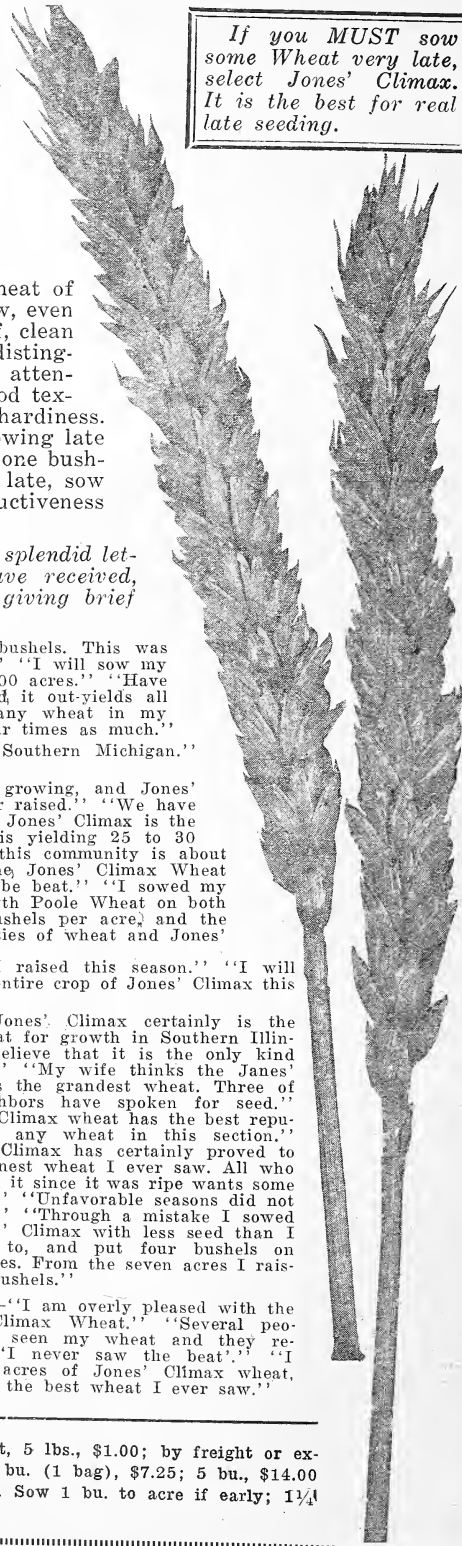 If you MUST sow
some Wheat very late,
select Jones' Climax.
It is the best for real
late seeding.
heat of
w, even
, clean
disting-
atten-
od tex-
hardiness.
wing late
one bush-
late, sow
uctiveness
splendid let-
ave received,
giving brief
bushels. This was
' "I will sow my
00 acres." "Have
d, it out-yields all
any wheat in my
r times as much."
Southern Michigan."
growing, and Jones'
r raised." "We have
Jones' Climax is the
is yielding 25 to 30
this community is about
ne, Jones' Climax Wheat
be beat." "I sowed my
th Poole Wheat on both
ushels per acre, and the
ies of wheat and Jones'
I raised this season." "I will
entire crop of Jones' Climax this
Jones' Climax certainly is the
at for growth in Southern Illin-
elieve that it is the only kind
' "My wife thinks the Janes'
s the grandest wheat. Three of
hbors have spoken for seed."
Climax wheat has the best repu-
any wheat in this section."
Climax has certainly proved to
nest wheat I ever saw. All who
it since it was ripe wants some
' "Unfavorable seasons did not
' "Through a mistake I sowed
' Climax with less seed than I
to, and put four bushels on
es. From the seven acres I rais-
ushels."
-"I am overly pleased with the
Climax Wheat." "Several peo-
seen my wheat and they re-
'I never saw the beat'." "I
acres of Jones' Climax wheat,
the best wheat I ever saw."
t, 5 lbs., $1.00; by freight or ex-
bu. (1 bag), $7.25; 5 bu., $14.00
. Sow 1 bu. to acre if early; 1¼